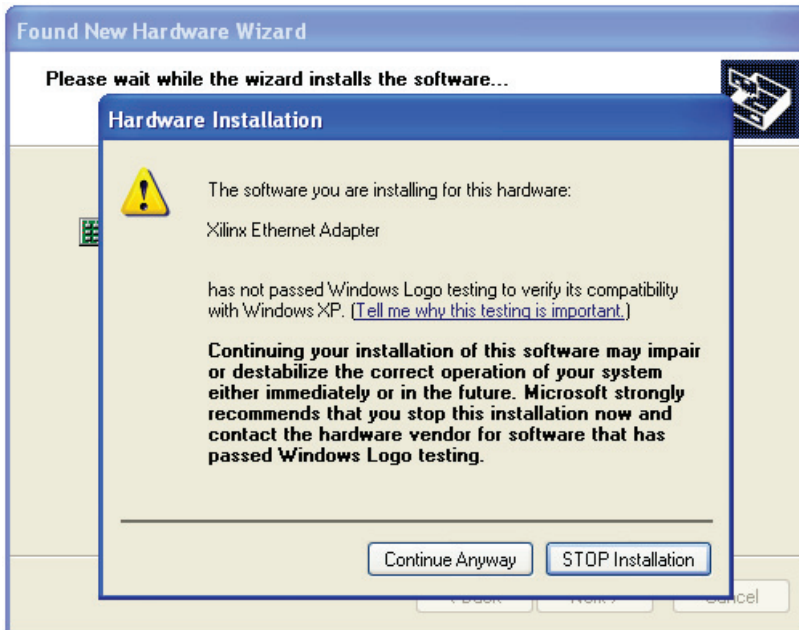 Found New Hardware Wizard
Please wait while the wizard installs the software...
Hardware Installation
The software you are installing for this hardware:
Xilinx Ethernet Adapter
has not passed Windows Logo testing to verify its compatibility
with Windows XP. (Tell me why this testing is important.)
Continuing your installation of this software may impair
or destabilize the correct operation of your system
either immediately or in the future. Microsoft strongly
recommends that you stop this installation now and
contact the hardware vendor for software that has
passed Windows Logo testing.
Continue Anyway STOP Installation